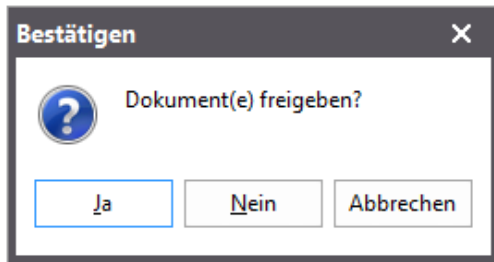 Bestätigen
Dokument(e) freigeben?
Ja
Nein
Abbrechen